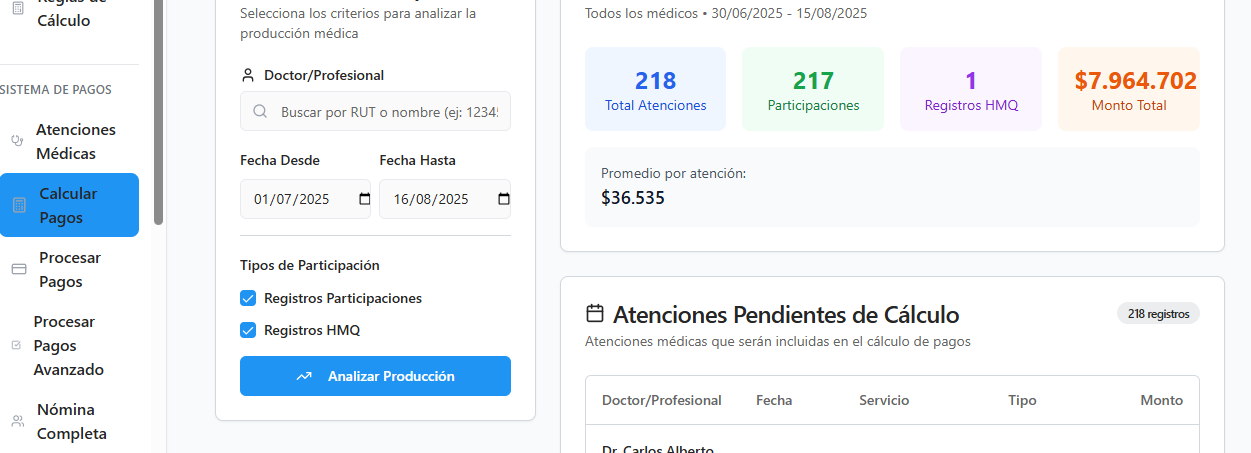 Cálculo
SISTEMA DE PAGOS
Atenciones
Médicas
Calcular
Pagos
Procesar
Pagos
Procesar
Pagos
Avanzado
Nómina
Completa
Selecciona los criterios para analizar la
producción médica
Doctor/Profesional
Buscar por RUT o nombre (ej: 1234
Fecha Desde
Fecha Hasta
01/07/2025
16/08/2025
Tipos de Participación
Registros Participaciones
Registros HMQ
Analizar Producción
Todos los médicos • 30/06/2025 - 15/08/2025
218
Total Atenciones
217
Participaciones
1
Registros HMQ
$7.964.702
Monto Total
Promedio por atención:
$36.535
Atenciones Pendientes de Cálculo
218 registros
Atenciones médicas que serán incluidas en el cálculo de pagos
Doctor/Profesional Fecha Servicio Tipo Monto
Dr. Carlos Alberto